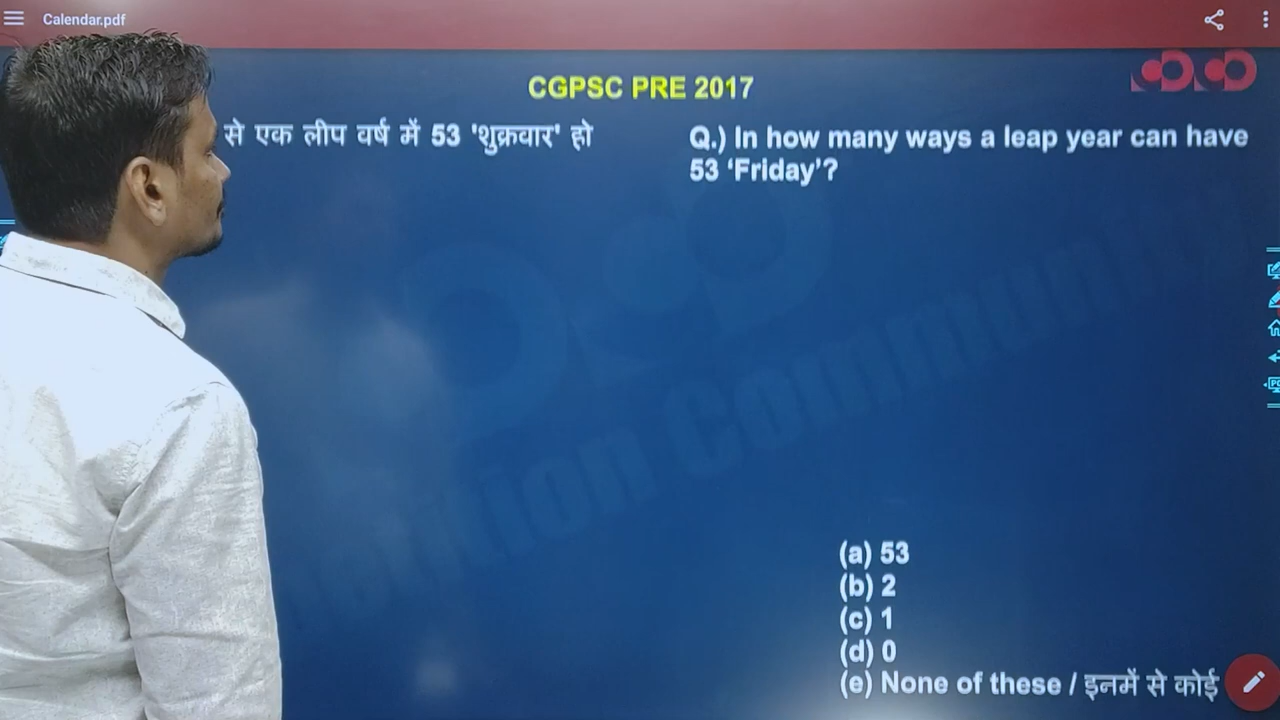 Calendar.pdf
CGPSC PRE 2017
से एक लीप वर्ष में 53 'शुक्रवार' हो
Q.) In how many ways a leap year can have
53 ‘Friday’?
(a) 53
(b) 2
(c) 1
(d) 0
(e) None of these / इनमें से कोई